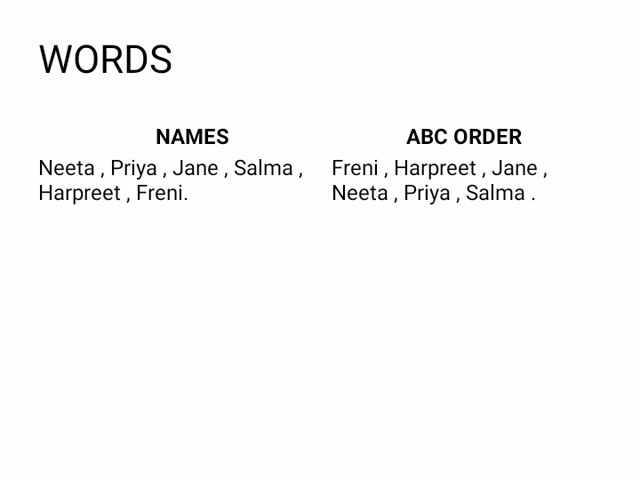 WORDS
NAMES
Neeta , Priya , Jane , Salma ,
Harpreet , Freni.
ABC ORDER
Freni , Harpreet , Jane ,
Neeta , Priya , Salma .